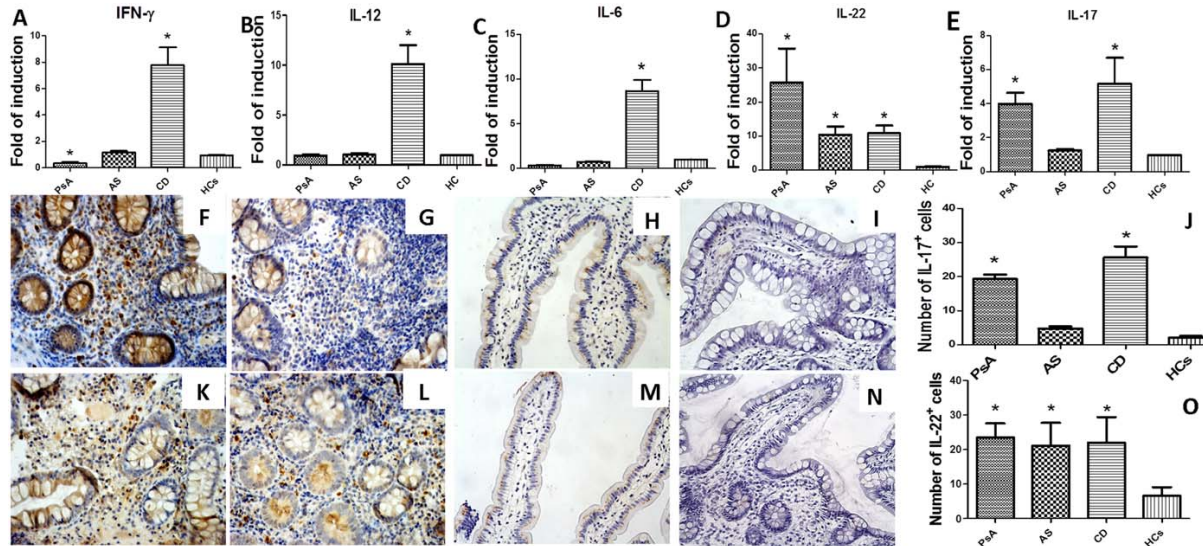 A
IFN-γ
Fold of induction
10
8
6
4
2
0
*
*
PsA
AS
CD
HCs
B
IL-12
Fold of induction
15
10
5
0
*
PsA
AS
CD
HC
C
IL-6
Fold of induction
15
10
5
0
*
PsA
AS
CD
HCs
D
IL-22
Fold of induction
40
30
20
10
0
*
*
*
PsA
AS
CD
HC
E
IL-17
Fold of induction
8
6
4
2
0
*
*
PsA
AS
CD
HCs
F
G
H
I
J
Number of IL-17+ cells
40
30
20
10
0
*
*
PsA
AS
CD
HCs
K
L
M
N
O
Number of IL-22+ cells
40
30
20
10
0
*
*
*
PsA
AS
CD
HCs